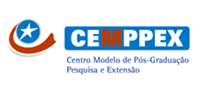 CEMPPEX
Centro Modelo de Pós-Graduação
Pesquisa e Extensão